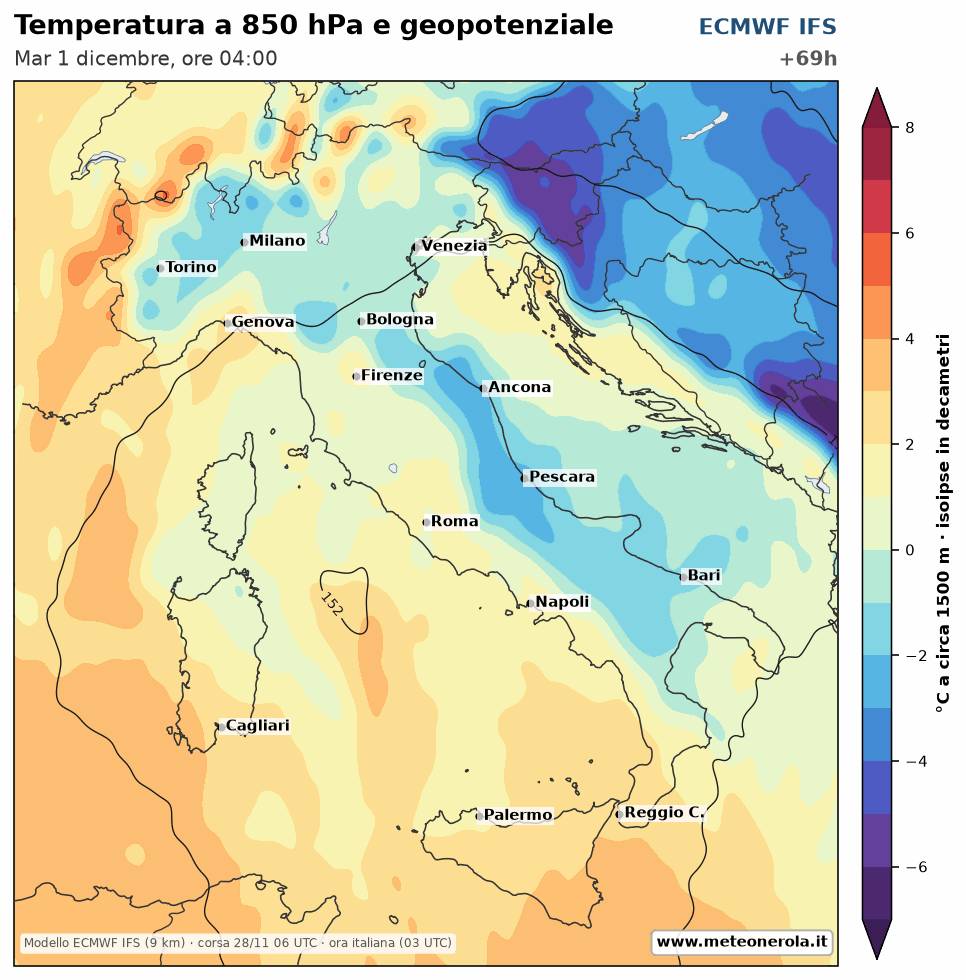 Temperatura a 850 hPa e geopotenziale
ECMWF IFS
Mar 1 dicembre, ore 04:00
+69h
Milano
Venezia
Torino
Genova
Bologna
Firenze
Ancona
Pescara
Roma
Bari
152
Napoli
Cagliari
Palermo
Reggio C.
8
6
4
2
0
−2
−4
−6
°C a circa 1500 m · isoipse in decametri
Modello ECMWF IFS (9 km) · corsa 28/11 06 UTC · ora italiana (03 UTC)
www.meteonerola.it